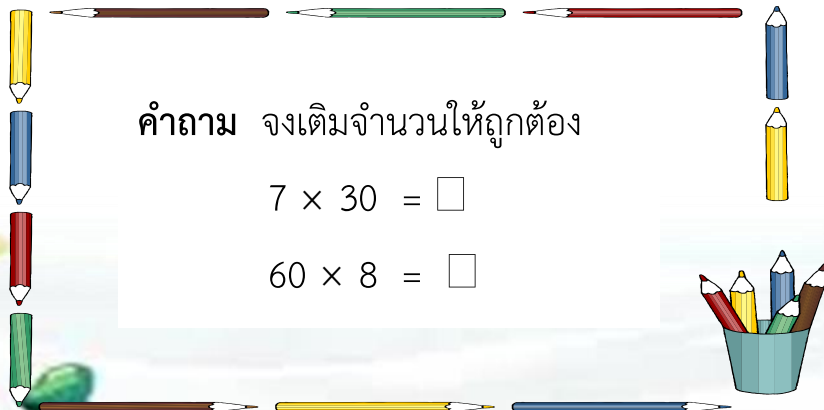 คำถาม จงเติมจำนวนให้ถูกต้อง
7 × 30 = □
60 × 8 = □